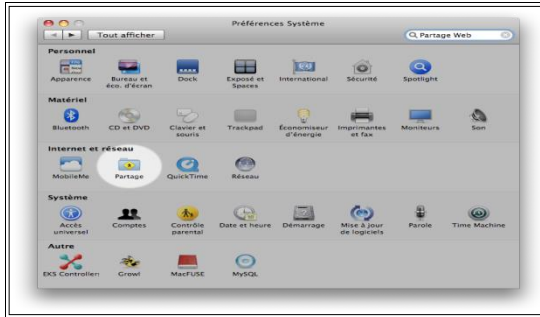 Préférences Système
Tout afficher
Partage Web
Personnel
Apparence
Bureau et
éco. d'écran
Dock
Exposé et
Spaces
International
Sécurité
Spotlight
Matériel
Bluetooth
CD et DVD
Clavier et
souris
Trackpad
Économiseur
d'énergie
Imprimantes
et fax
Moniteurs
Son
Internet et réseau
MobileMe
Partage
QuickTime
Réseau
Système
Accès
universel
Comptes
Contrôle
parental
Date et heure
Démarrage
Mise à jour
de logiciels
Parole
Time Machine
Autre
EKS Controllers
Growl
MacFUSE
MySQL